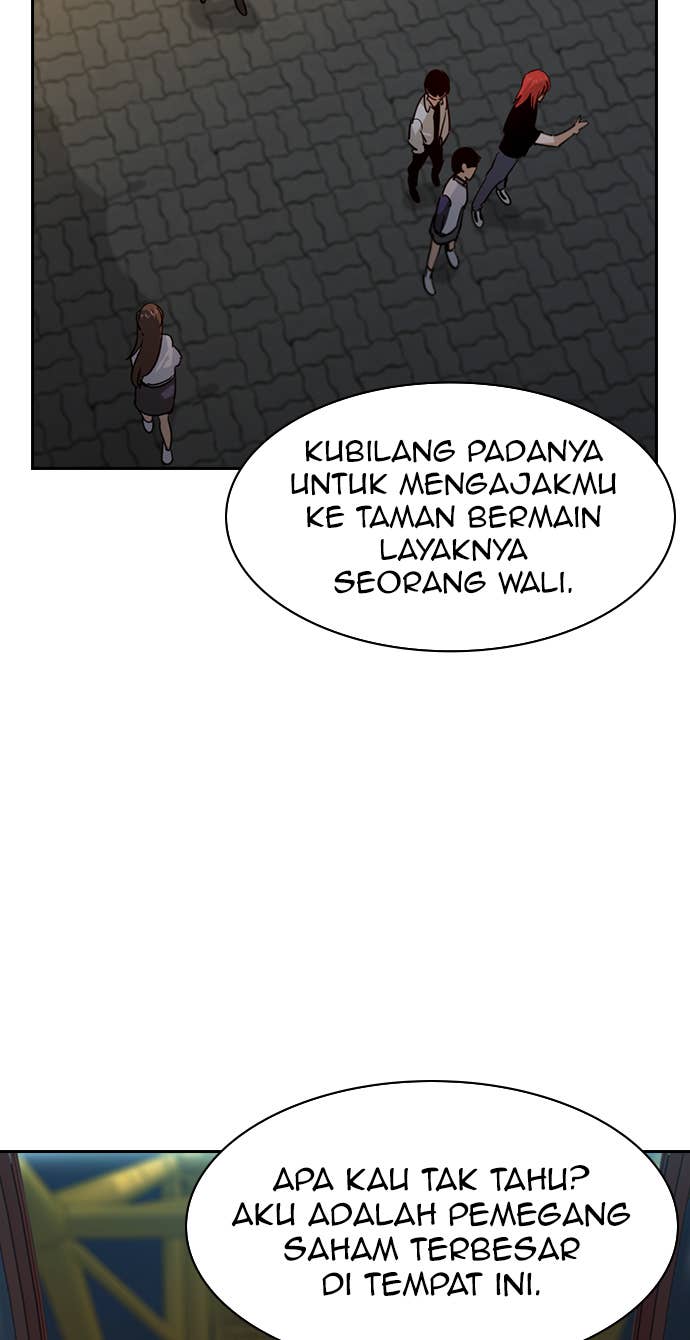 KUBILANG PADANYA
UNTUK MENGAJAKMU
KE TAMAN BERMAIN
LAYAKNYA
SEORANG WALI.
APA KAU TAK TAHU?
AKU ADALAH PEMEGANG
SAHAM TERBESAR
DI TEMPAT INI.